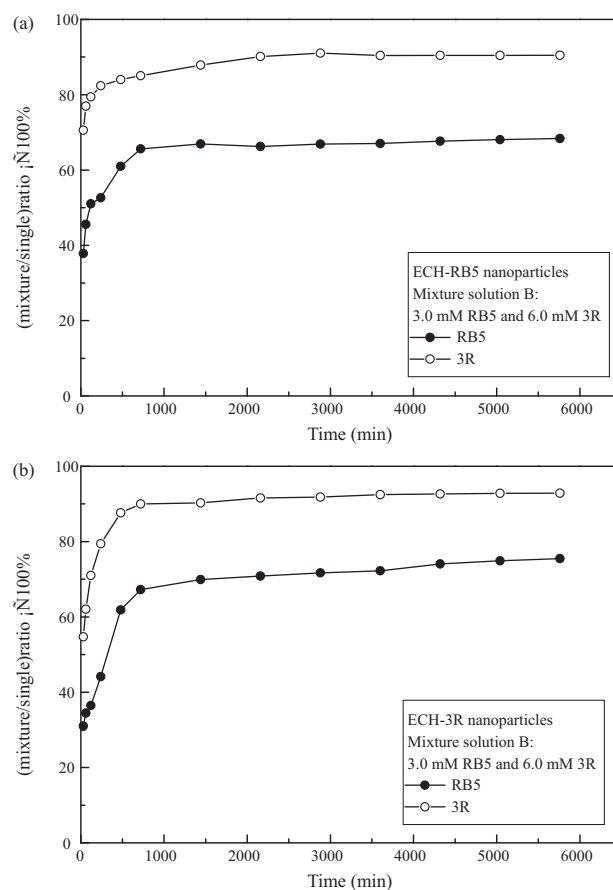 (a)
100
80
60
40
20
0
(mixture/single)ratio ¡Ñ100%
ECH-RB5 nanoparticles
Mixture solution B:
3.0 mM RB5 and 6.0 mM 3R
RB5
3R
0 1000 2000 3000 4000 5000 6000
Time (min)
(b)
100
80
60
40
20
0
(mixture/single)ratio ¡Ñ100%
ECH-3R nanoparticles
Mixture solution B:
3.0 mM RB5 and 6.0 mM 3R
RB5
3R
0 1000 2000 3000 4000 5000 6000
Time (min)